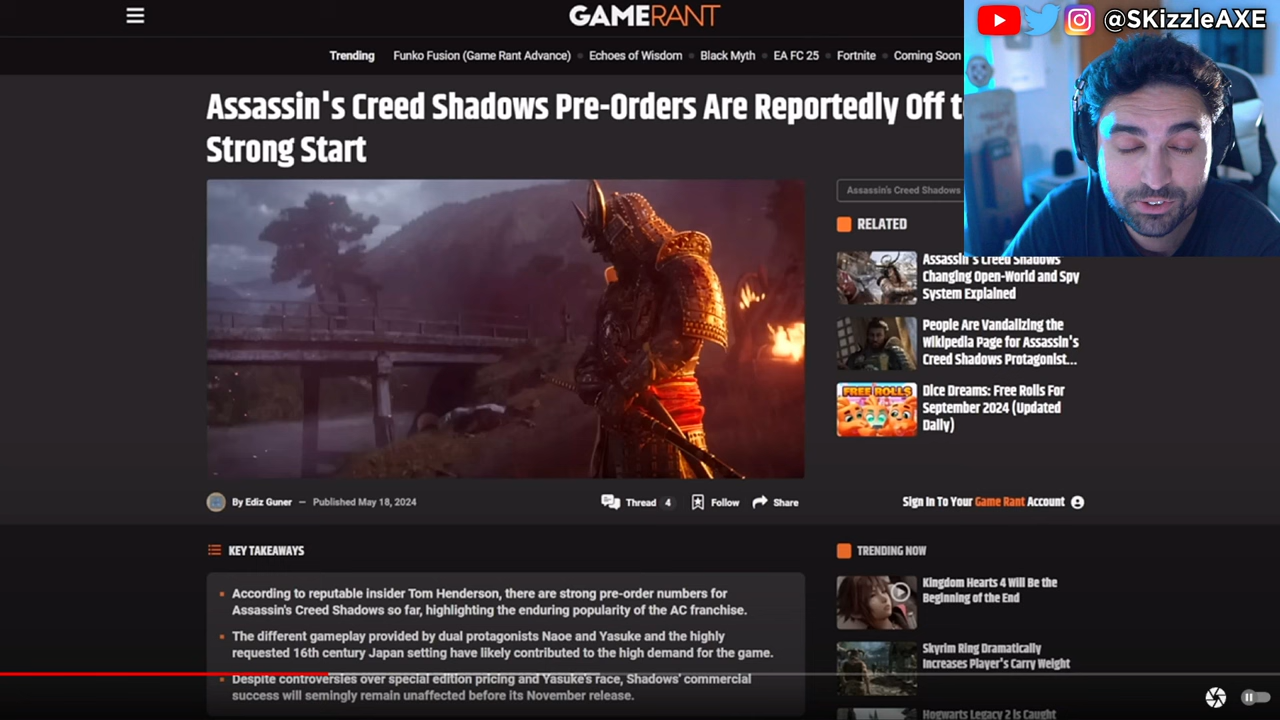 GAMERANT
@SKizzleAXE
Trending
Funko Fusion (Game Rant Advance)
Echoes of Wisdom
Black Myth
EA FC 25
Fortnite
Coming Soon
Assassin's Creed Shadows Pre-Orders Are Reportedly Off
Strong Start
Assassin's Creed Shadows
RELATED
Assassin's Creed Shadows
Changing Open-World and Spy
System Explained
People Are Vandalizing the
Wikipedia Page for Assassin's
Creed Shadows Protagonist...
FREE ROLLS
Dice Dreams: Free Rolls For
September 2024 (Updated
Daily)
By Ediz Guner — Published May 18, 2024
Thread 4
Follow
Share
Sign In To Your Game Rant Account
KEY TAKEAWAYS
According to reputable insider Tom Henderson, there are strong pre-order numbers for
Assassin's Creed Shadows so far, highlighting the enduring popularity of the AC franchise.
The different gameplay provided by dual protagonists Naoe and Yasuke and the highly
requested 16th century Japan setting have likely contributed to the high demand for the game.
Despite controversies over special edition pricing and Yasuke's race, Shadows' commercial
success will semingly remain unaffected before its November release.
TRENDING NOW
Kingdom Hearts 4 Will Be the
Beginning of the End
Skyrim Ring Dramatically
Increases Player's Carry Weight
Hogwarts Legacy 2 is Caught